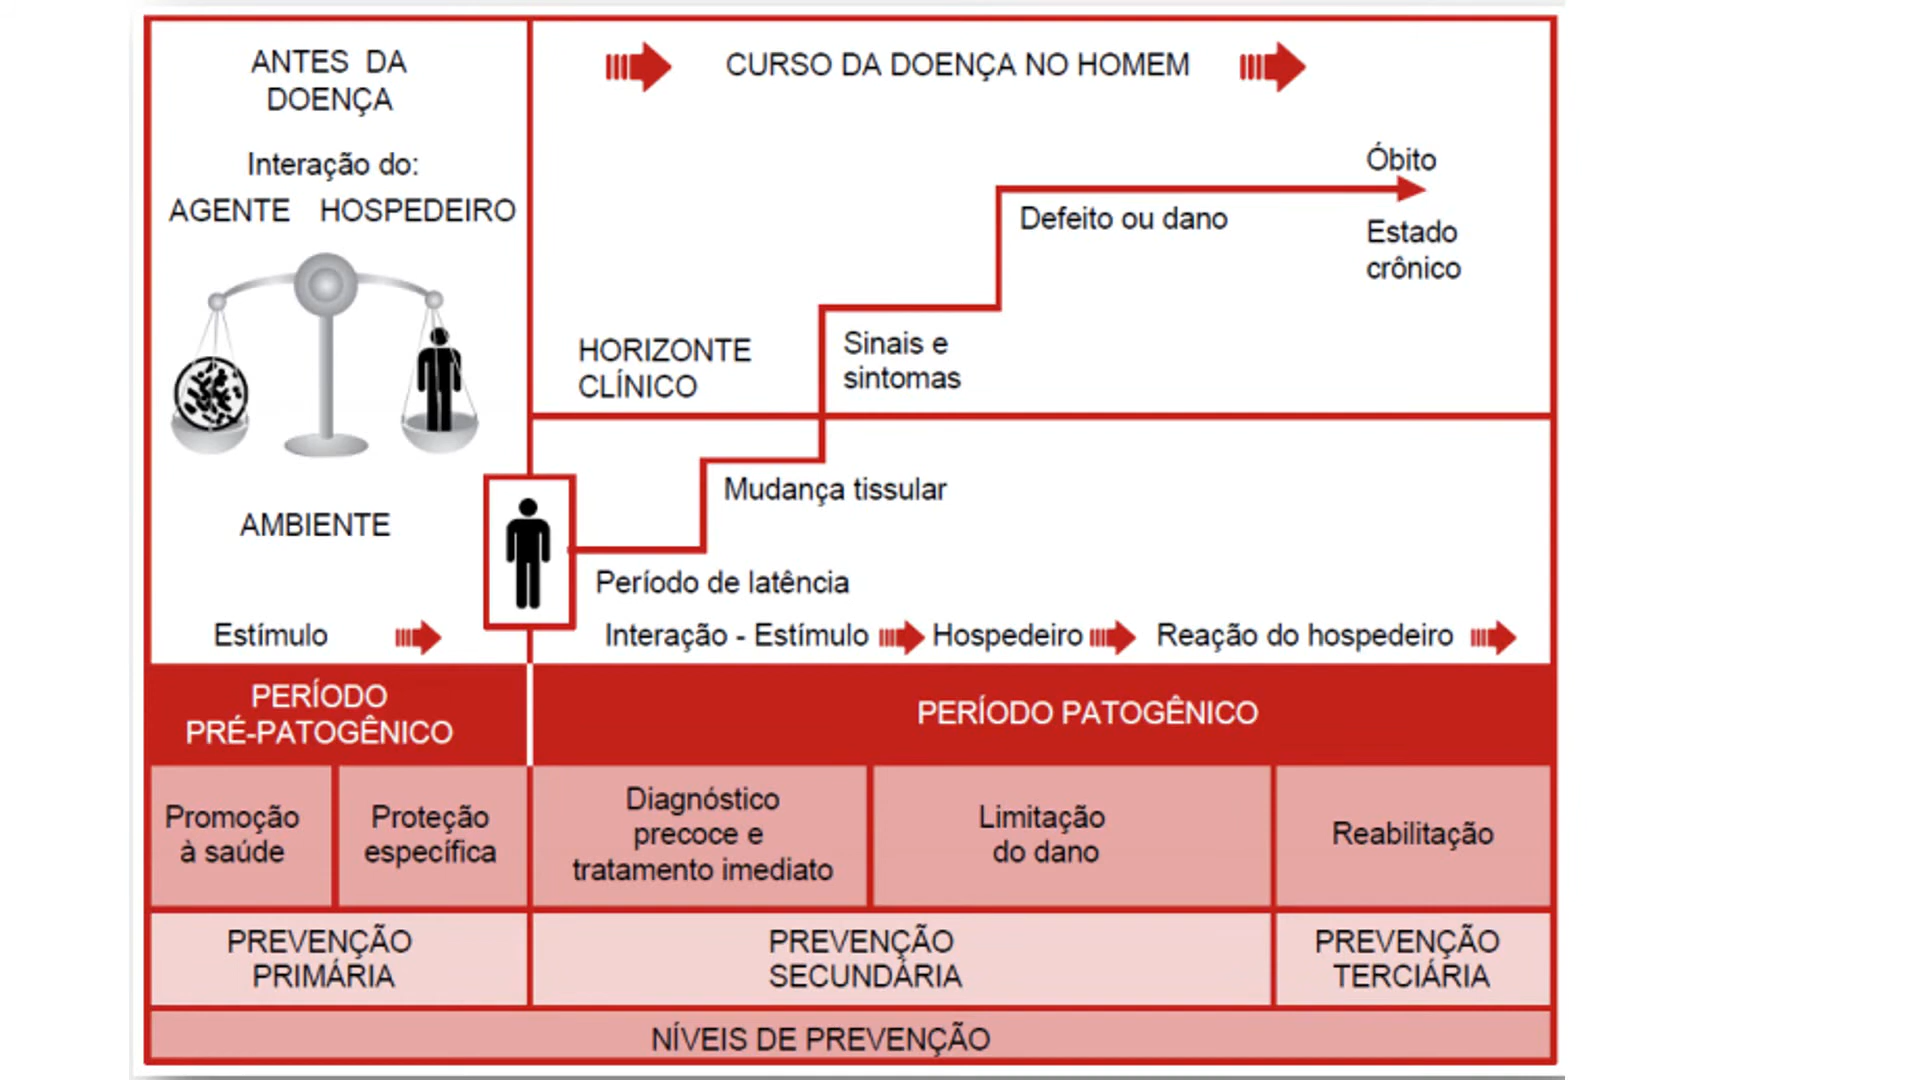 ANTES DA
DOENÇA
Interação do:
AGENTE HOSPEDEIRO
AMBIENTE
Estímulo
CURSO DA DOENÇA NO HOMEM
Óbito
Defeito ou dano
Estado
crônico
HORIZONTE
CLÍNICO
Sinais e
sintomas
Mudança tissular
Período de latência
Interação - Estímulo Hospedeiro Reação do hospedeiro
PERÍODO
PRÉ-PATOGÊNICO
PERÍODO PATOGÊNICO
Promoção
à saúde
Proteção
específica
Diagnóstico
precoce e
tratamento imediato
Limitação
do dano
Reabilitação
PREVENÇÃO
PRIMÁRIA
PREVENÇÃO
SECUNDÁRIA
PREVENÇÃO
TERCIÁRIA
NÍVEIS DE PREVENÇÃO